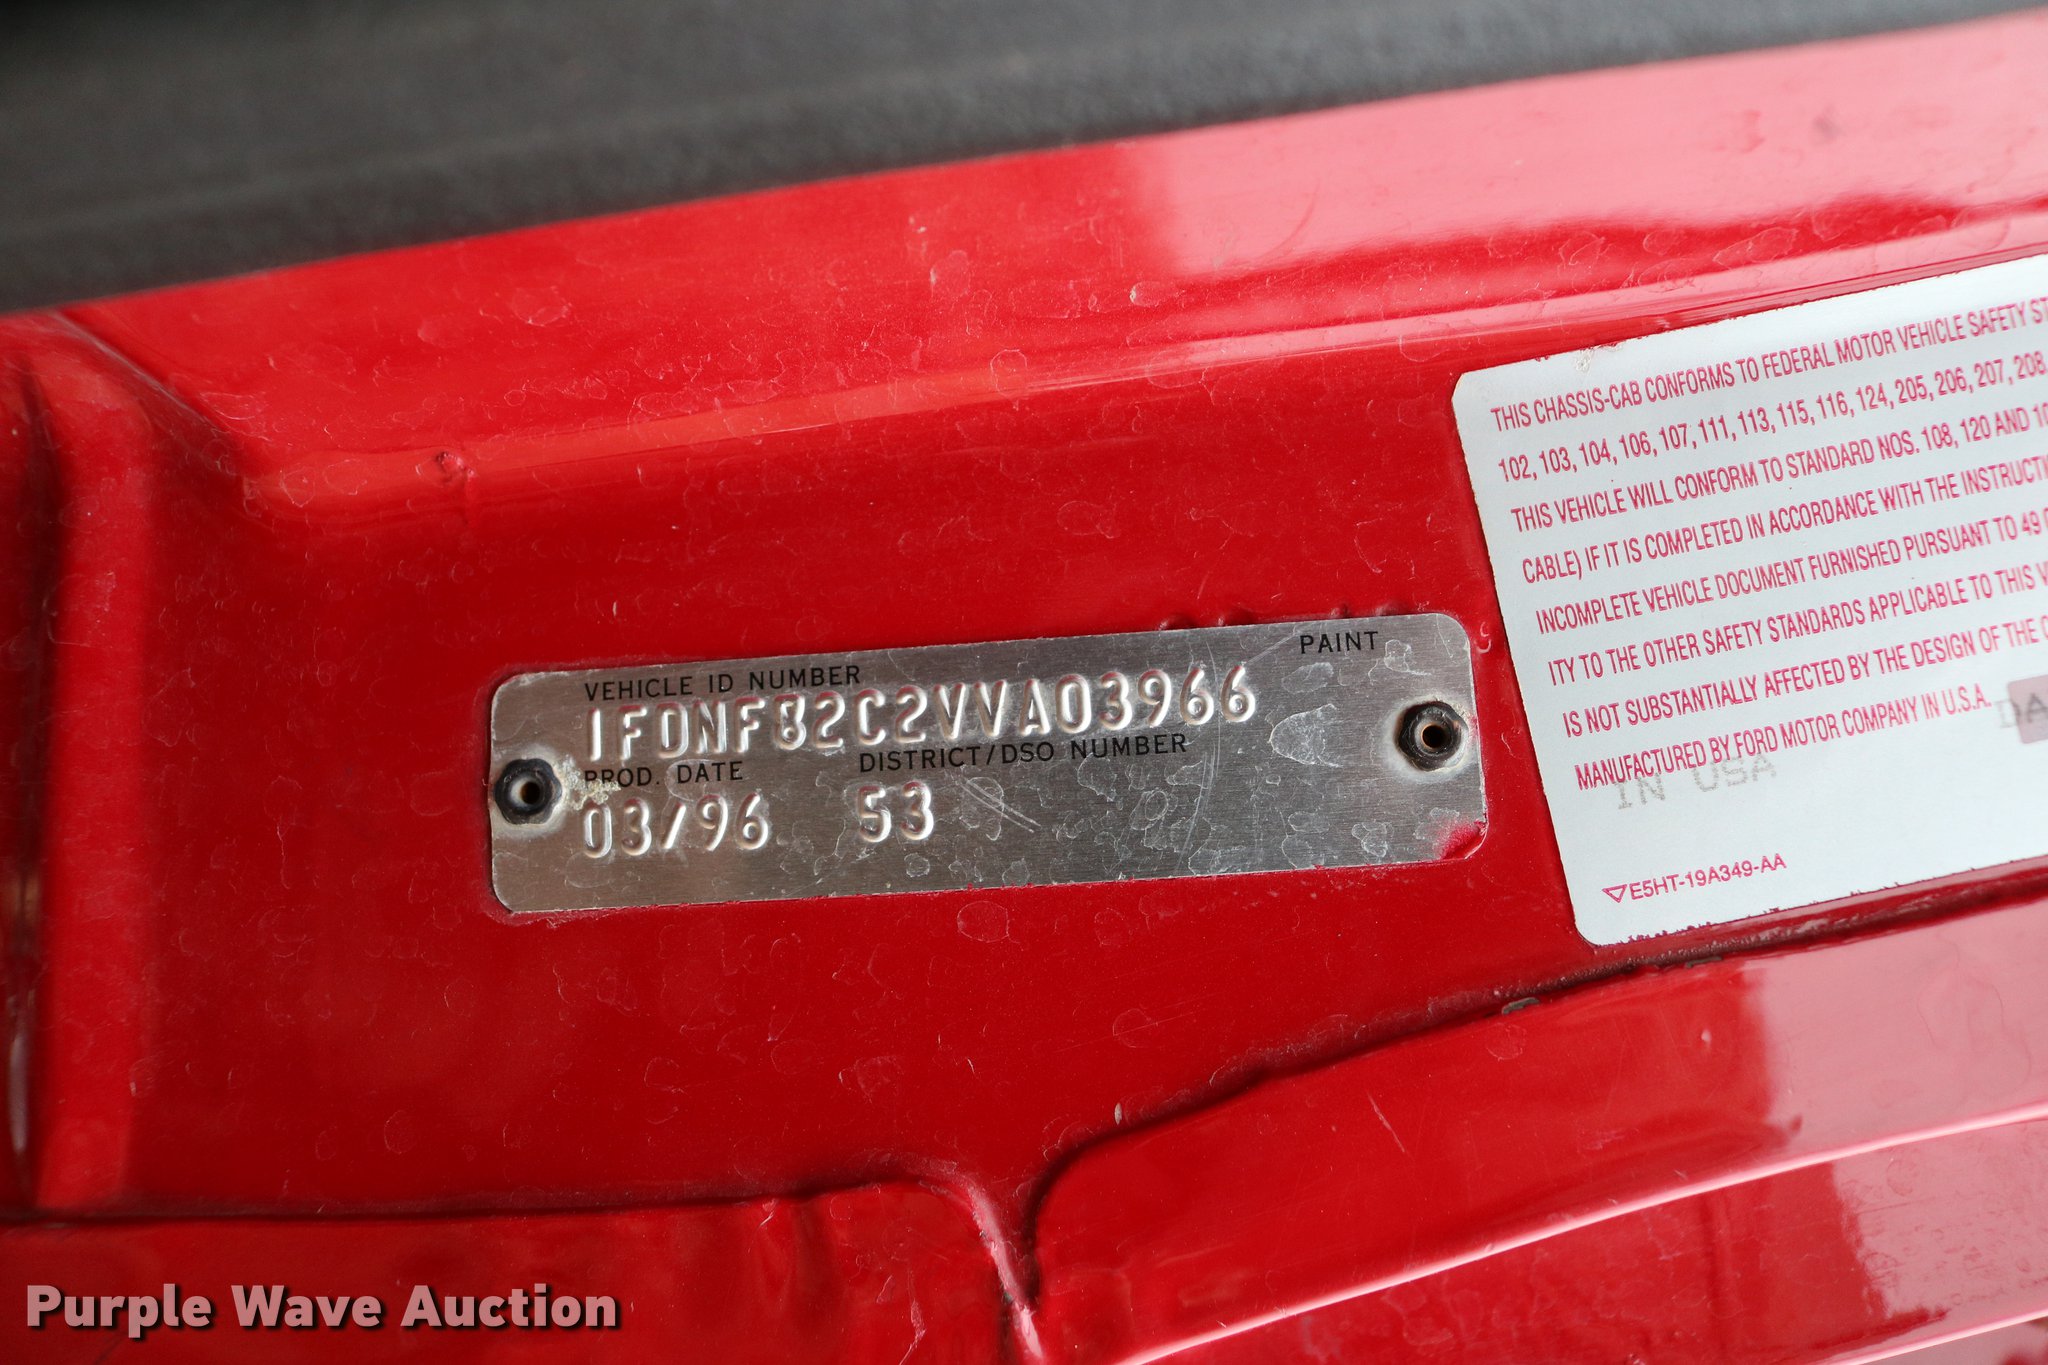 VEHICLE ID NUMBER
PAINT
1FDNF82C2VVA03966
PROD. DATE
DISTRICT/DSO NUMBER
03/96 53
THIS CHASSIS-CAB CONFORMS TO FEDERAL MOTOR VEHICLE SAFETY
102, 103, 104, 106, 107, 111, 113, 115, 116, 124, 205, 206, 207, 208
THIS VEHICLE WILL CONFORM TO STANDARD NOS. 108, 120 AND
CABLE) IF IT IS COMPLETED IN ACCORDANCE WITH THE
INCOMPLETE VEHICLE DOCUMENT FURNISHED PURSUANT TO 49
ITY TO THE OTHER SAFETY STANDARDS APPLICABLE TO THIS
IS NOT SUBSTANTIALLY AFFECTED BY THE DESIGN OF THE
MANUFACTURED BY FORD MOTOR COMPANY IN U.S.A.
IN USA
E5HT-19A349-AA
Purple Wave Auction